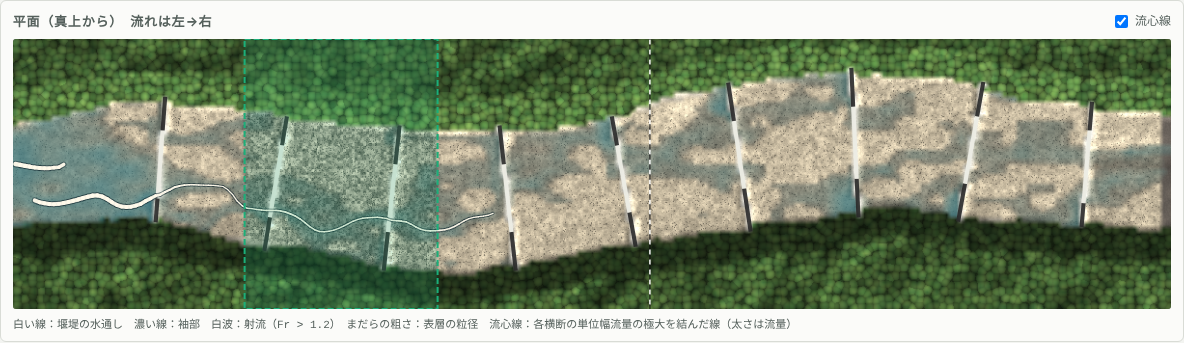 平面（真上から） 流れは左→右
流心線
白い線：堰堤の水通し　濃い線：袖部　白波：射流（Fr > 1.2）　まだらの粗さ：表層の粒径　流心線：各横断の単位幅流量の極大を結んだ線（太さは流量）